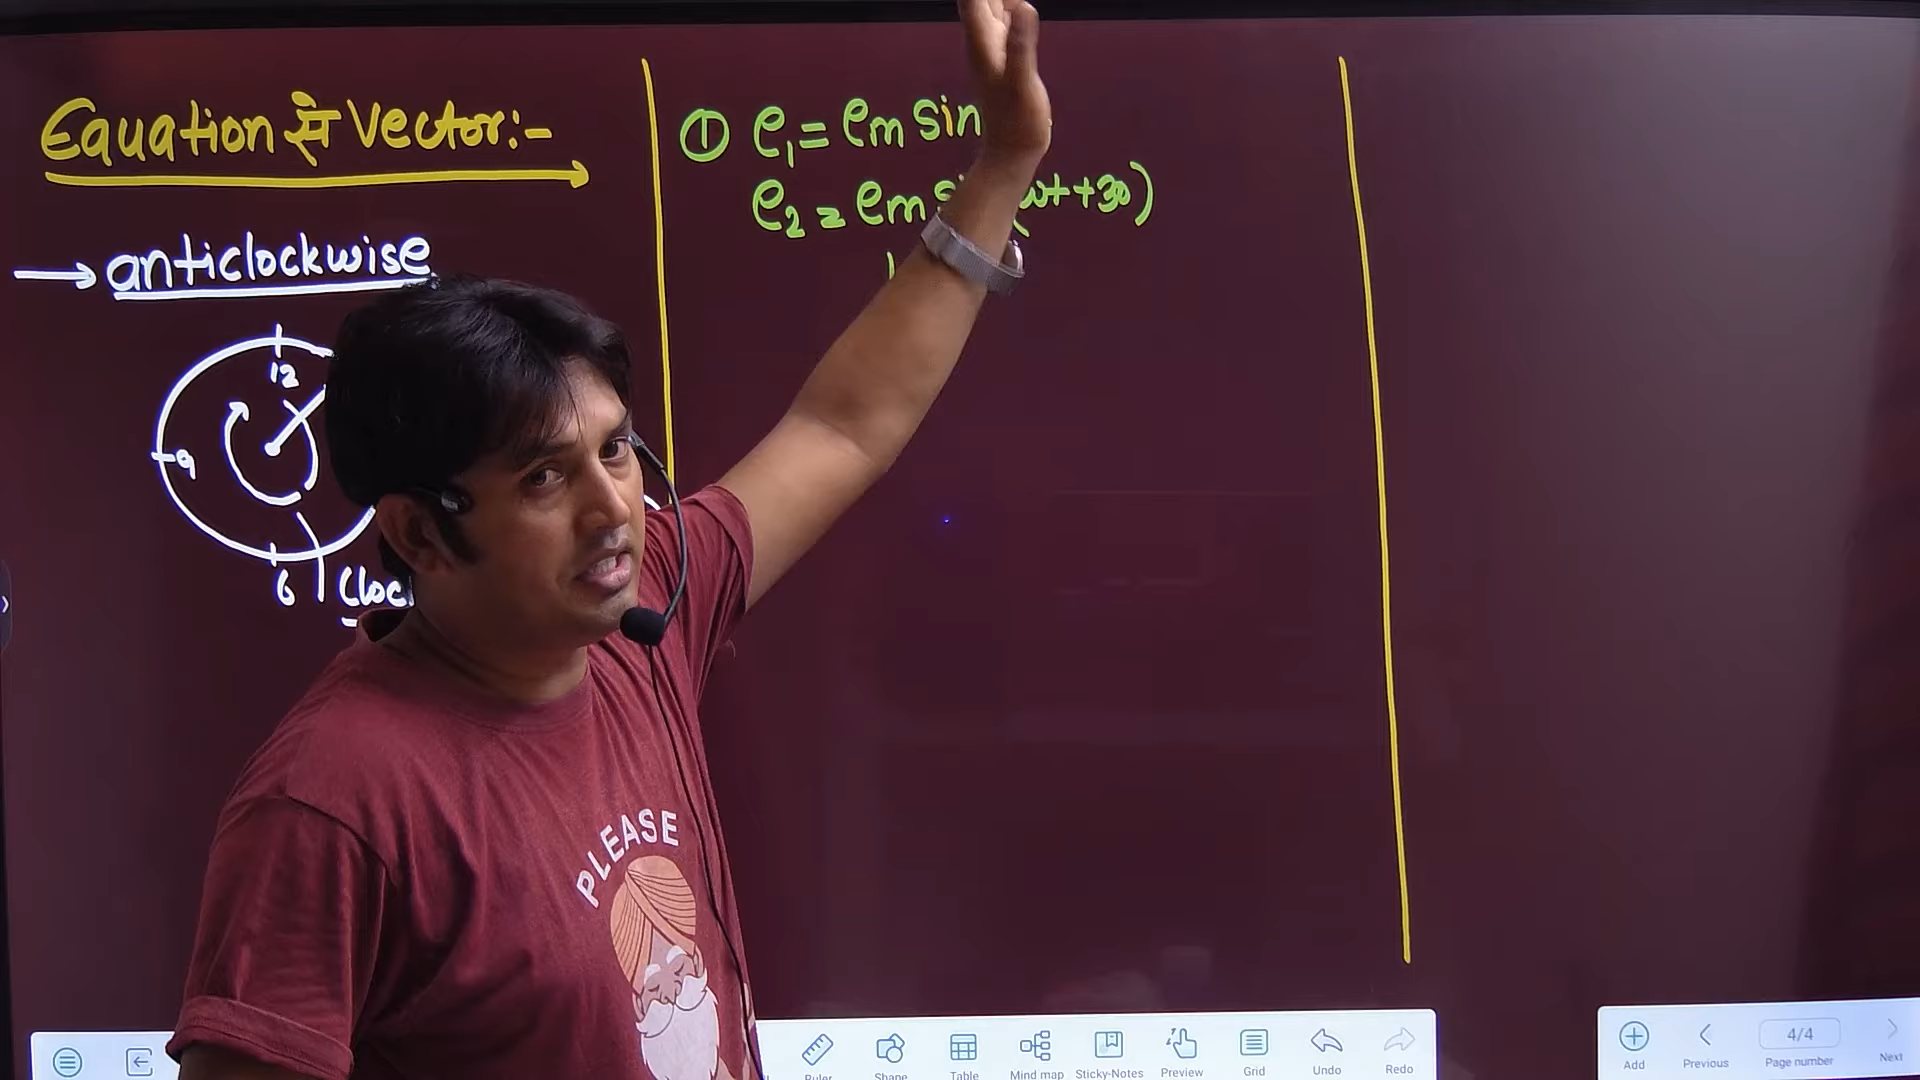 Equation से Vector:-
→ anticlockwise
12
9
6
① e₁ = em sin
e₂ = em (ωt+30)
PLEASE
Ruler
Shape
Table
Mind map
Sticky-Notes
Preview
Grid
Undo
Redo
Add
Previous
4/4
Page number
Next